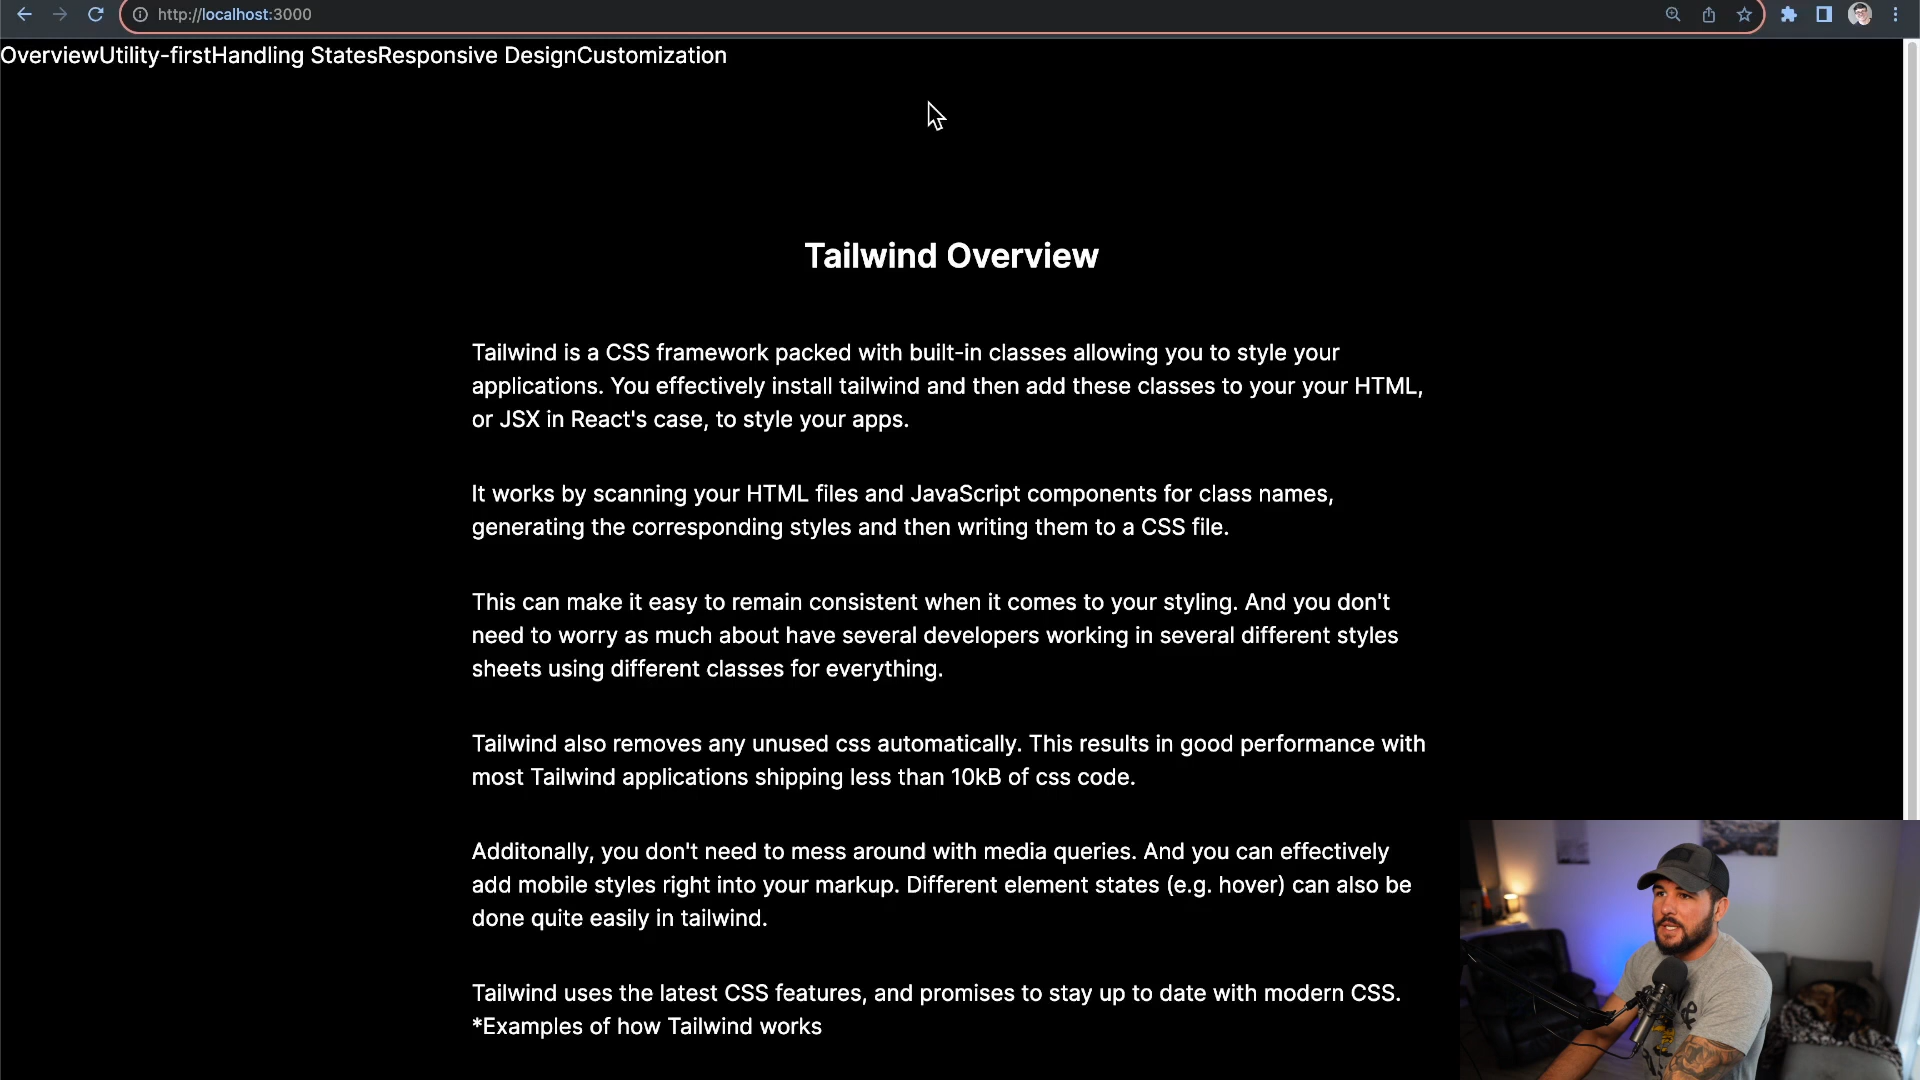 http://localhost:3000
OverviewUtility-firstHandling StatesResponsive DesignCustomization
Tailwind Overview
Tailwind is a CSS framework packed with built-in classes allowing you to style your
applications. You effectively install tailwind and then add these classes to your your HTML,
or JSX in React's case, to style your apps.
It works by scanning your HTML files and JavaScript components for class names,
generating the corresponding styles and then writing them to a CSS file.
This can make it easy to remain consistent when it comes to your styling. And you don't
need to worry as much about have several developers working in several different styles
sheets using different classes for everything.
Tailwind also removes any unused css automatically. This results in good performance with
most Tailwind applications shipping less than 10kB of css code.
Additonally, you don't need to mess around with media queries. And you can effectively
add mobile styles right into your markup. Different element states (e.g. hover) can also be
done quite easily in tailwind.
Tailwind uses the latest CSS features, and promises to stay up to date with modern CSS.
*Examples of how Tailwind works